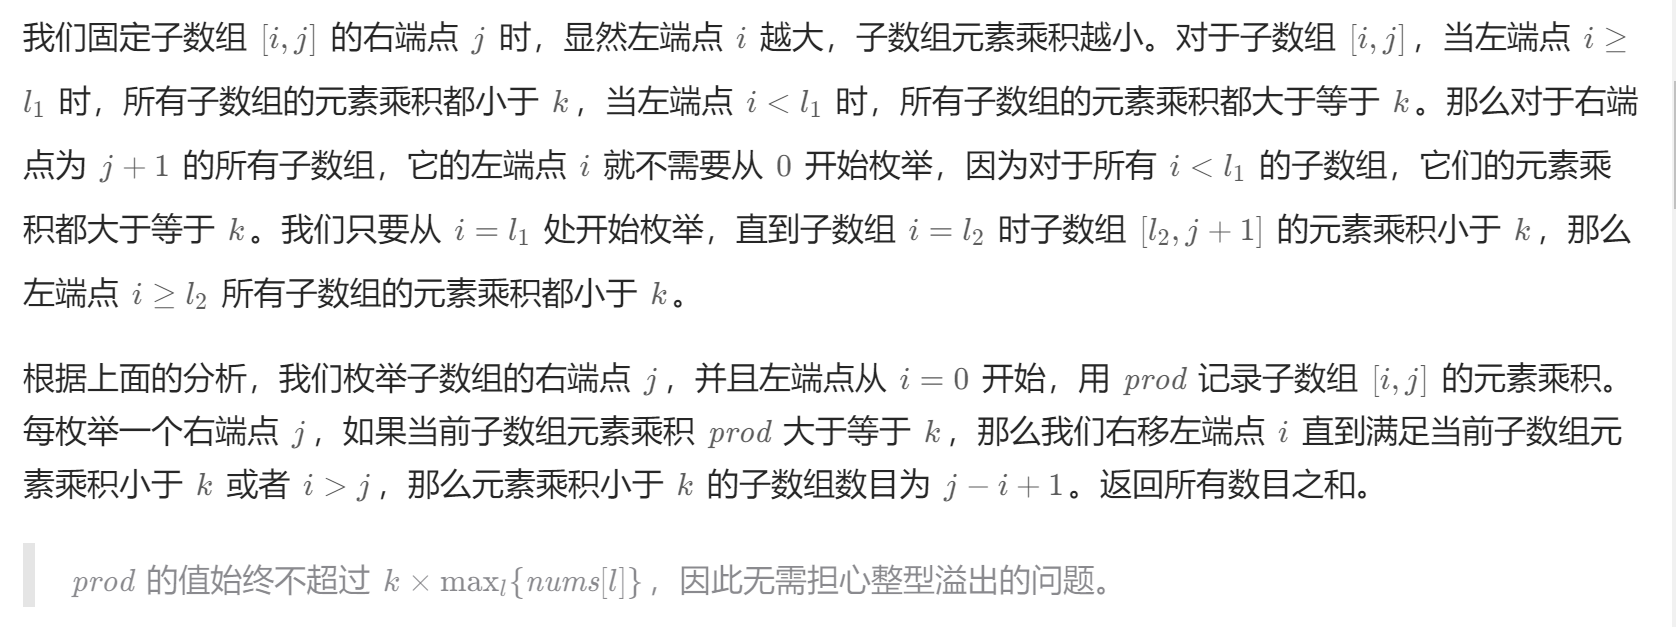 我们固定子数组 [i, j] 的右端点 j 时，显然左端点 i 越大，子数组元素乘积越小。对于子数组 [i, j]，当左端点 i ≥
l₁ 时，所有子数组的元素乘积都小于 k，当左端点 i < l₁ 时，所有子数组的元素乘积都大于等于 k。那么对于右端
点为 j + 1 的所有子数组，它的左端点 i 就不需要从 0 开始枚举，因为对于所有 i < l₁ 的子数组，它们的元素乘
积都大于等于 k。我们只要从 i = l₁ 处开始枚举，直到子数组 i = l₂ 时子数组 [l₂, j + 1] 的元素乘积小于 k，那么
左端点 i ≥ l₂ 所有子数组的元素乘积都小于 k。
根据上面的分析，我们枚举子数组的右端点 j，并且左端点从 i = 0 开始，用 prod 记录子数组 [i, j] 的元素乘积。
每枚举一个右端点 j，如果当前子数组元素乘积 prod 大于等于 k，那么我们右移左端点 i 直到满足当前子数组元
素乘积小于 k 或者 i > j，那么元素乘积小于 k 的子数组数目为 j − i + 1。返回所有数目之和。
prod 的值始终不超过 k × maxₗ{nums[l]}，因此无需担心整型溢出的问题。